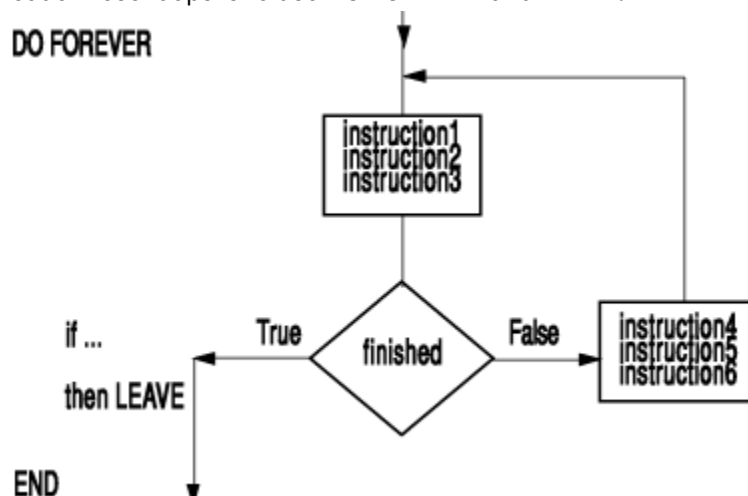 DO FOREVER
instruction1
instruction2
instruction3
if ...
True
finished
False
instruction4
instruction5
instruction6
then LEAVE
END